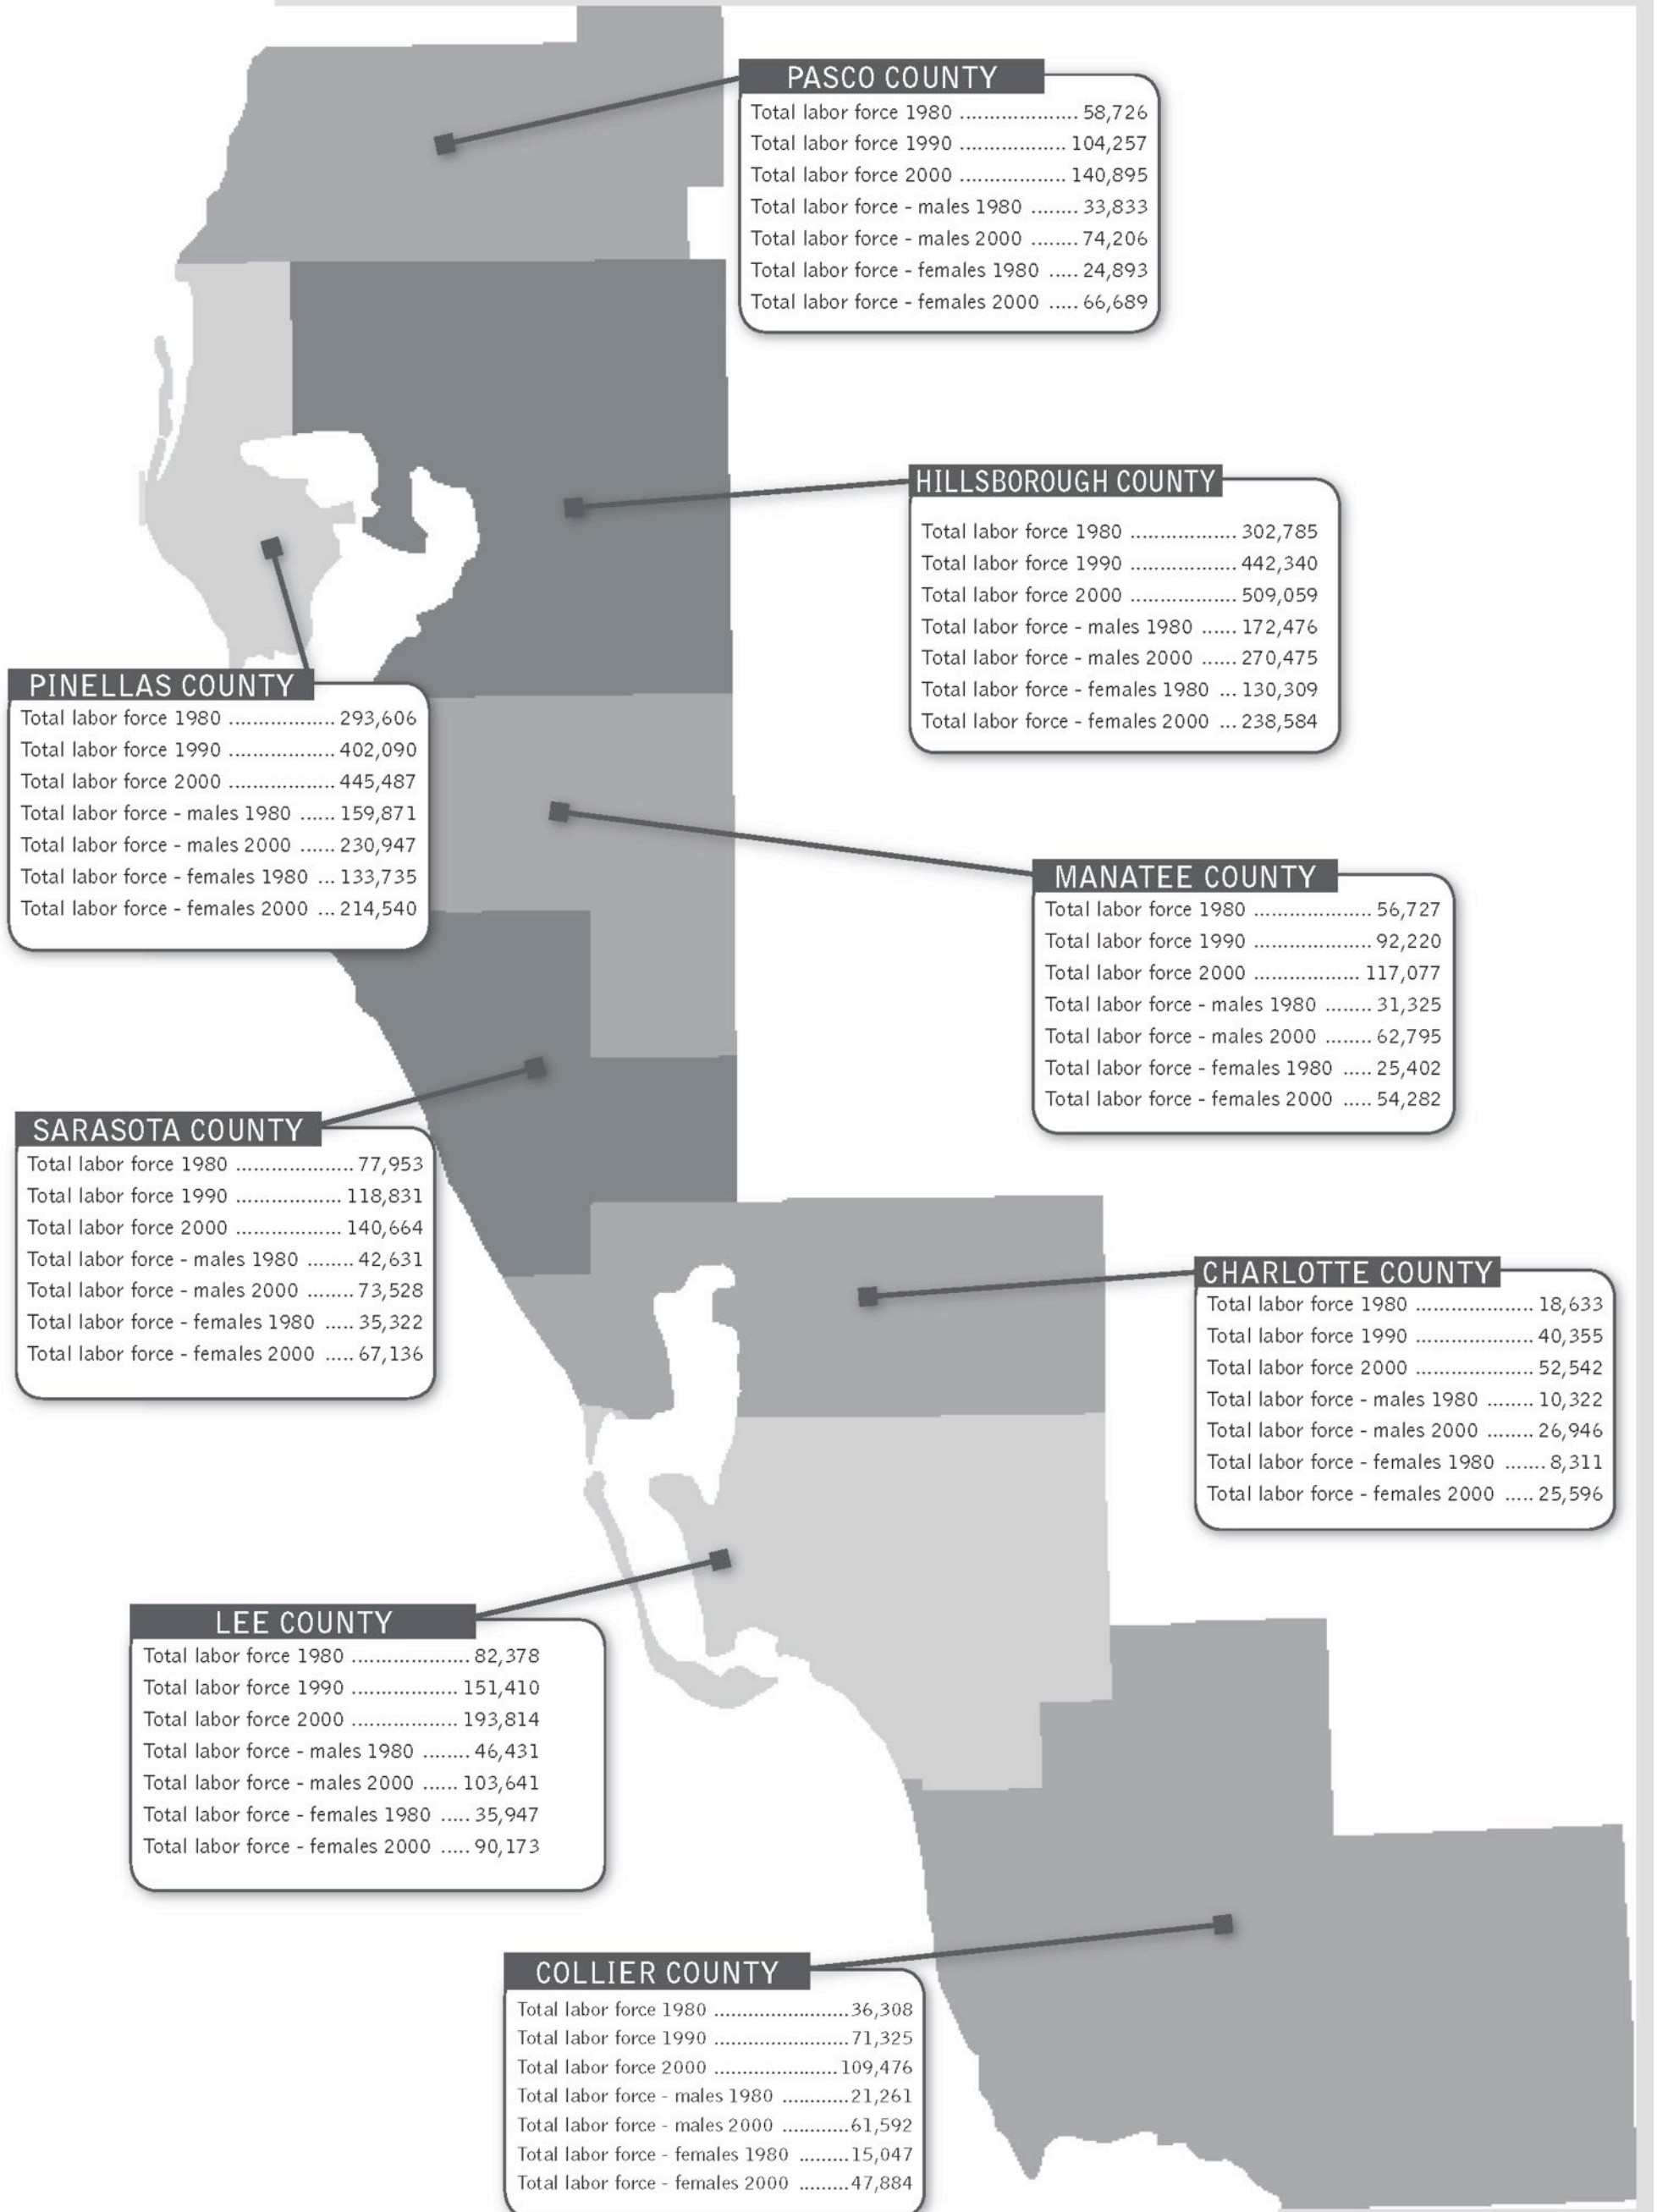 PASCO COUNTY
Total labor force 1980 .................... 58,726
Total labor force 1990 .................. 104,257
Total labor force 2000 .................. 140,895
Total labor force - males 1980 ........ 33,833
Total labor force - males 2000 ........ 74,206
Total labor force - females 1980 ..... 24,893
Total labor force - females 2000 ..... 66,689
HILLSBOROUGH COUNTY
Total labor force 1980 .................. 302,785
Total labor force 1990 .................. 442,340
Total labor force 2000 .................. 509,059
Total labor force - males 1980 ...... 172,476
Total labor force - males 2000 ...... 270,475
Total labor force - females 1980 ... 130,309
Total labor force - females 2000 ... 238,584
PINELLAS COUNTY
Total labor force 1980 .................. 293,606
Total labor force 1990 .................. 402,090
Total labor force 2000 .................. 445,487
Total labor force - males 1980 ...... 159,871
Total labor force - males 2000 ...... 230,947
Total labor force - females 1980 ... 133,735
Total labor force - females 2000 ... 214,540
MANATEE COUNTY
Total labor force 1980 .................... 56,727
Total labor force 1990 .................... 92,220
Total labor force 2000 .................. 117,077
Total labor force - males 1980 ........ 31,325
Total labor force - males 2000 ........ 62,795
Total labor force - females 1980 ..... 25,402
Total labor force - females 2000 ..... 54,282
SARASOTA COUNTY
Total labor force 1980 .................... 77,953
Total labor force 1990 .................. 118,831
Total labor force 2000 .................. 140,664
Total labor force - males 1980 ........ 42,631
Total labor force - males 2000 ........ 73,528
Total labor force - females 1980 ..... 35,322
Total labor force - females 2000 ..... 67,136
CHARLOTTE COUNTY
Total labor force 1980 .................... 18,633
Total labor force 1990 .................... 40,355
Total labor force 2000 .................... 52,542
Total labor force - males 1980 ........ 10,322
Total labor force - males 2000 ........ 26,946
Total labor force - females 1980 ....... 8,311
Total labor force - females 2000 ..... 25,596
LEE COUNTY
Total labor force 1980 .................... 82,378
Total labor force 1990 .................. 151,410
Total labor force 2000 .................. 193,814
Total labor force - males 1980 ........ 46,431
Total labor force - males 2000 ...... 103,641
Total labor force - females 1980 ..... 35,947
Total labor force - females 2000 ..... 90,173
COLLIER COUNTY
Total labor force 1980 .......................36,308
Total labor force 1990 .......................71,325
Total labor force 2000 .....................109,476
Total labor force - males 1980 ............21,261
Total labor force - males 2000 ............61,592
Total labor force - females 1980 .........15,047
Total labor force - females 2000 .........47,884